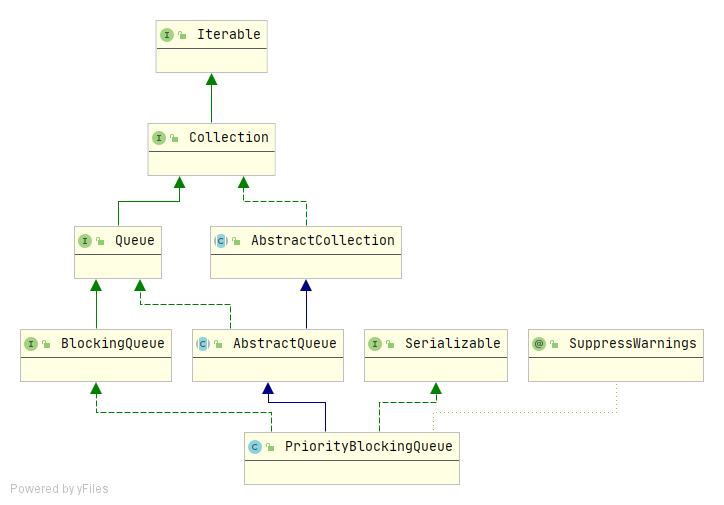 Iterable
Collection
Queue
AbstractCollection
BlockingQueue
AbstractQueue
Serializable
SuppressWarnings
PriorityBlockingQueue
Powered by yFiles